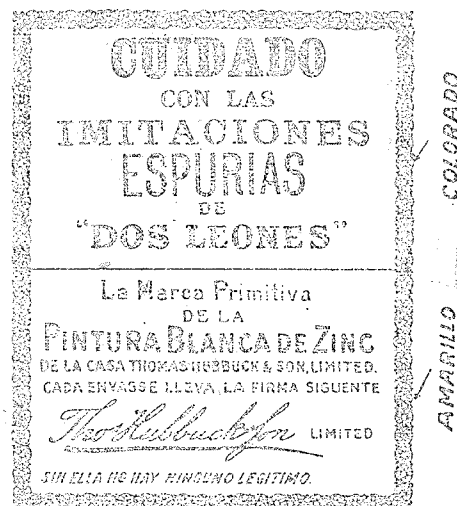 CUIDADO
CON LAS
IMITACIONES
ESPURIAS
DE
"DOS LEONES"
La Marca Primitiva
DE LA
PINTURA BLANCA DE ZINC
DE LA CASA THOMAS HUBBUCK & SON, LIMITED.
CADA ENVASSE LLEVA, LA FIRMA SIGUENTE
Thos Hubbuck & Son LIMITED
SIN ELLA NO HAY NINGUNO LEGITIMO.
COLORADO
AMARILLO